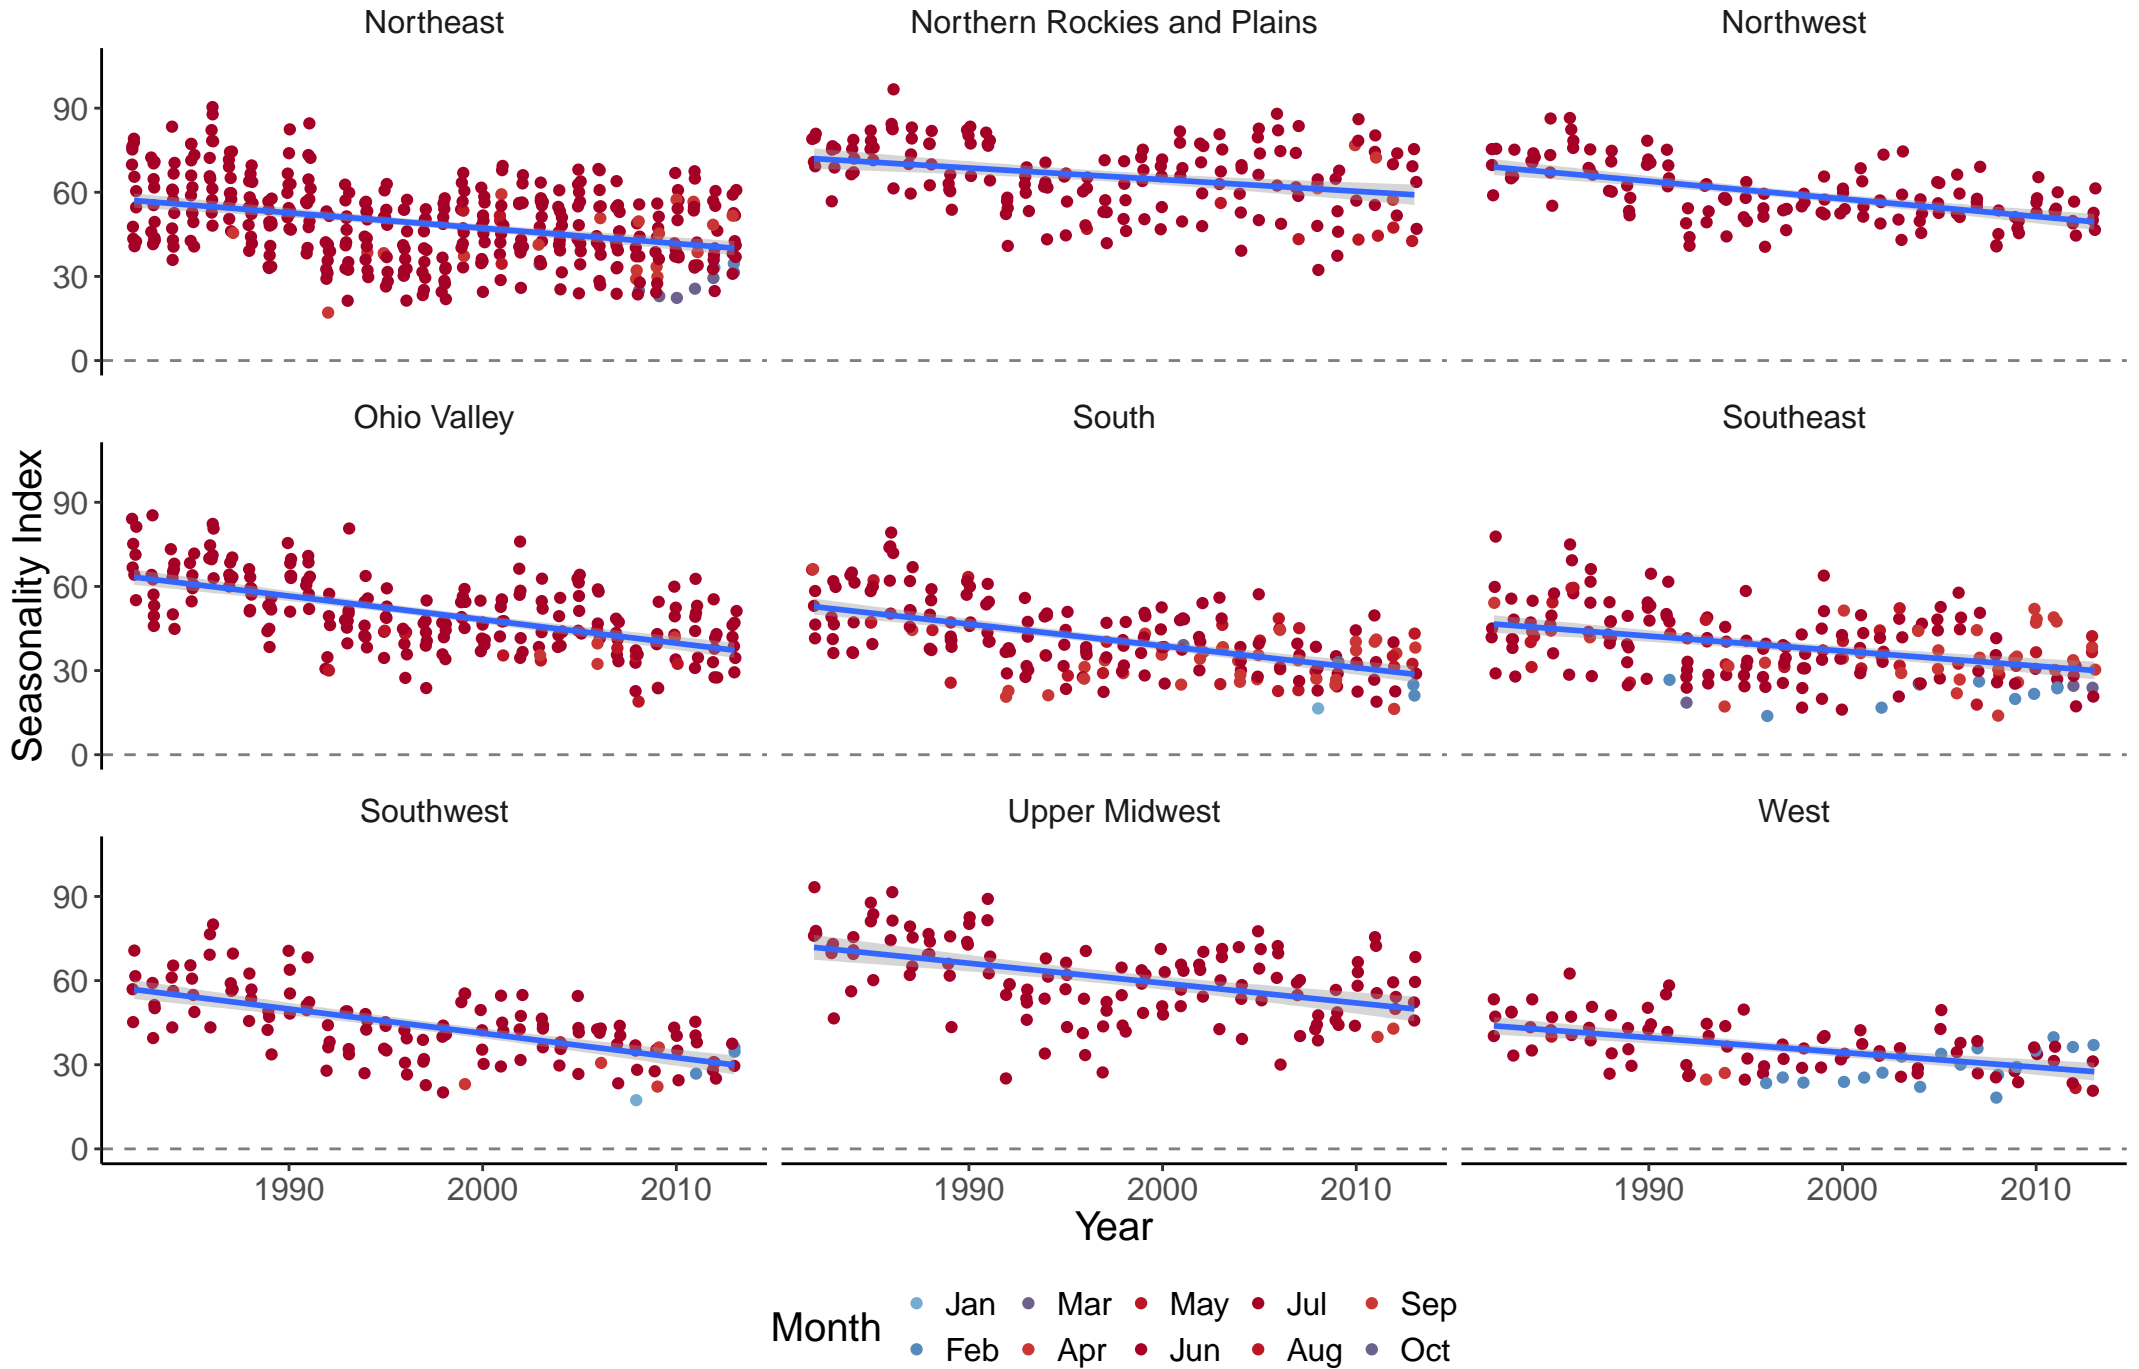 Northeast
Northern Rockies and Plains
Northwest
90
60
30
0
Ohio Valley
South
Southeast
Seasonality Index
90
60
30
0
Southwest
Upper Midwest
West
90
60
30
0
1990 2000 2010
1990 2000 2010
1990 2000 2010
Year
Month
Jan Mar May Jul Sep
Feb Apr Jun Aug Oct